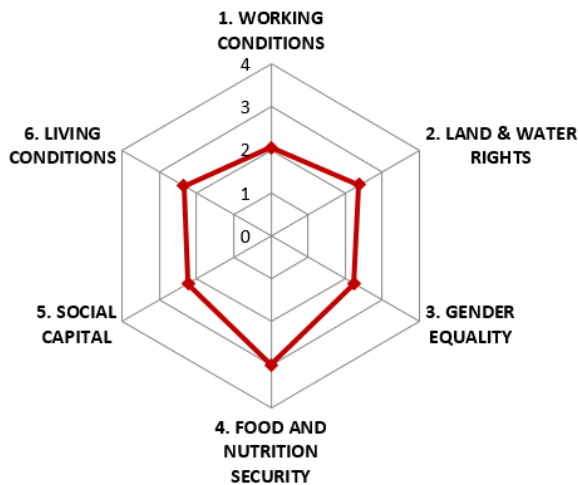 1. WORKING
CONDITIONS
4
3
2
1
0
2. LAND & WATER
RIGHTS
3. GENDER
EQUALITY
4. FOOD AND
NUTRITION
SECURITY
5. SOCIAL
CAPITAL
6. LIVING
CONDITIONS